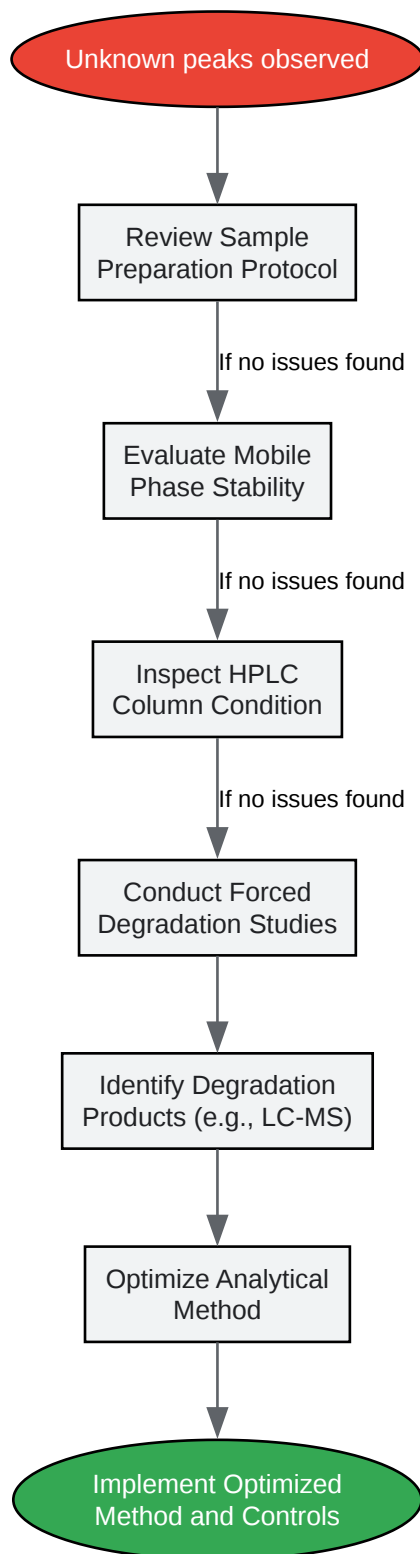 Unknown peaks observed
Review Sample
Preparation Protocol
If no issues found
Evaluate Mobile
Phase Stability
If no issues found
Inspect HPLC
Column Condition
If no issues found
Conduct Forced
Degradation Studies
Identify Degradation
Products (e.g., LC-MS)
Optimize Analytical
Method
Implement Optimized
Method and Controls